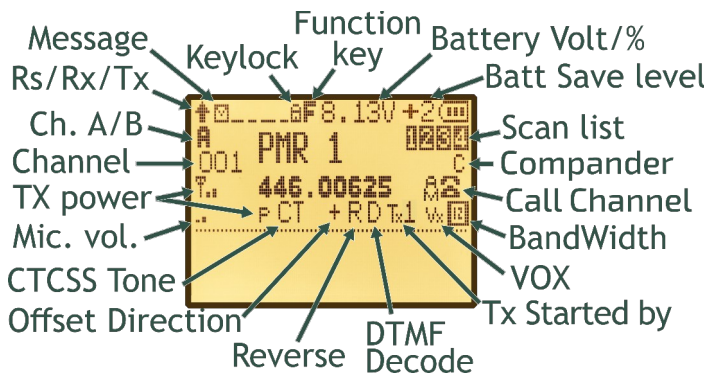 Function key
Message
Keylock
Battery Volt/%
Rs/Rx/Tx
Batt Save level
8.13V +2
Ch. A/B
A
1234
Scan list
PMR 1
Channel
001
C
Compander
TX power
446.00625
Call Channel
P CT +RD Tx1 Vx
Mic. vol.
BandWidth
CTCSS Tone
VOX
Offset Direction
Tx Started by
Reverse
DTMF Decode